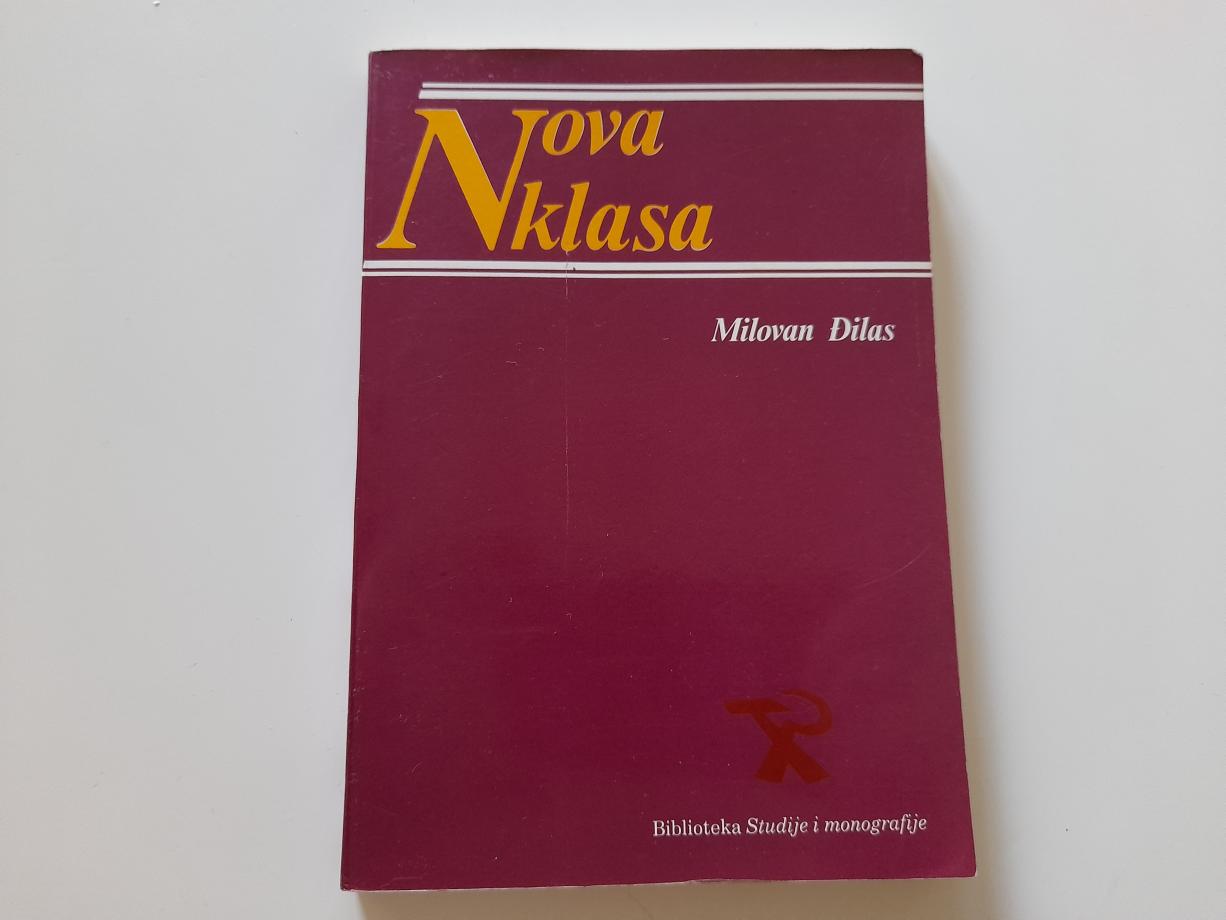 Nova
klasa
Milovan Đilas
Biblioteka Studije i monografije